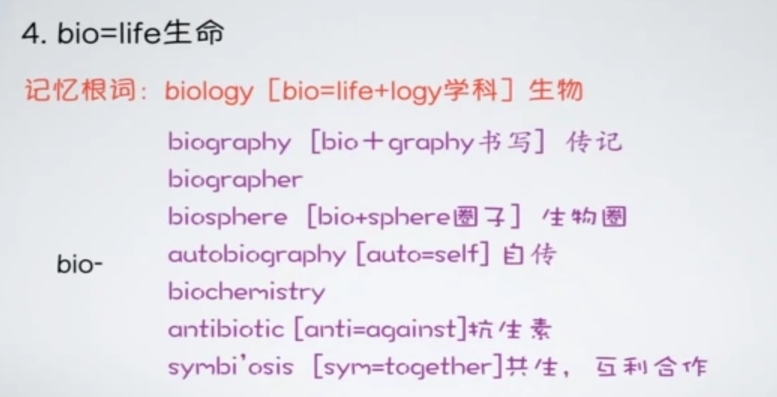 4. bio=life生命
记忆根词：biology［bio=life+logy学科］生物
biography［bio＋graphy书写］传记
biographer
biosphere［bio+sphere圈子］生物圈
bio-
autobiography [auto=self] 自传
biochemistry
antibiotic [anti=against]抗生素
symbi'osis［sym=together]共生，互利合作